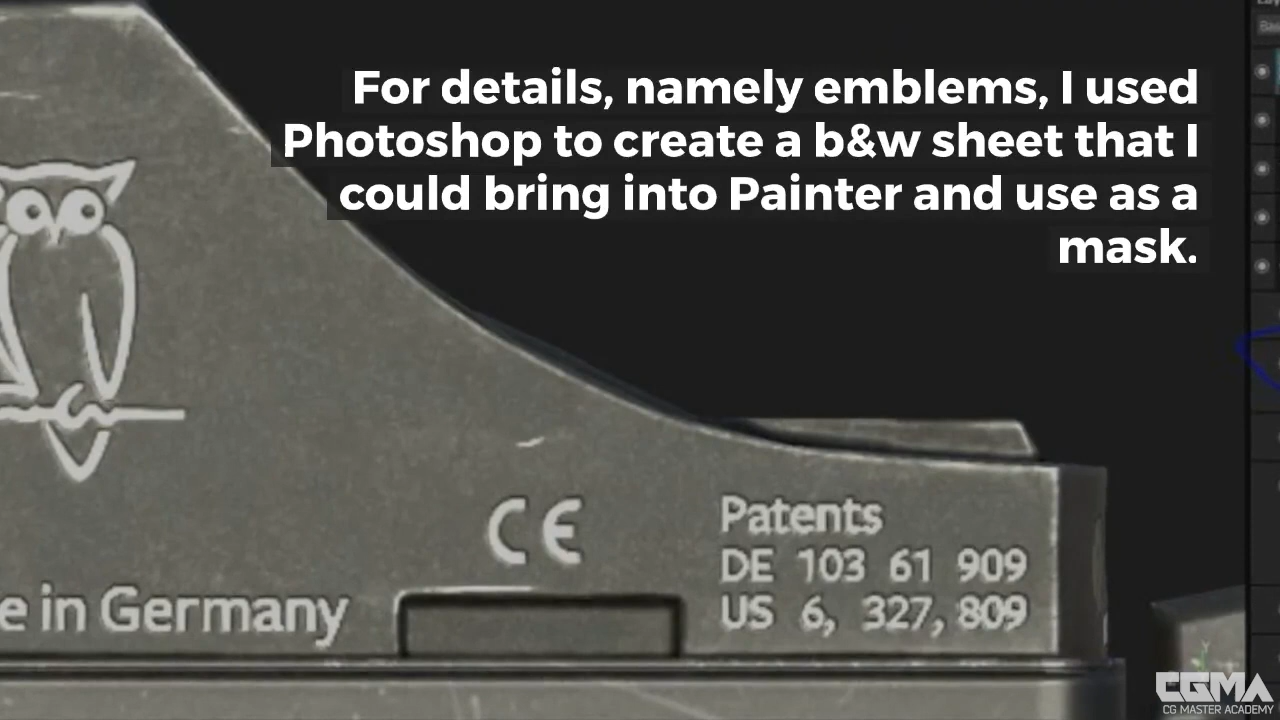 For details, namely emblems, I used
Photoshop to create a b&w sheet that I
could bring into Painter and use as a
mask.
CE
Patents
DE 103 61 909
US 6, 327, 809
e in Germany
CGMA
CG MASTER ACADEMY